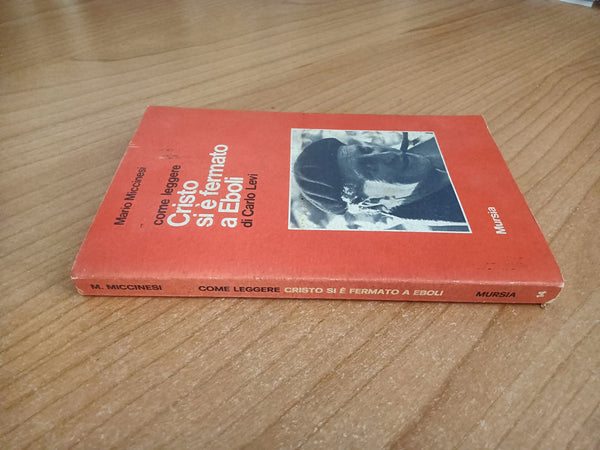 Mario Miccinesi
come leggere
Cristo
si è fermato
a Eboli
di Carlo Levi
Mursia
M. MICCINESI COME LEGGERE CRISTO SI È FERMATO A EBOLI MURSIA 34